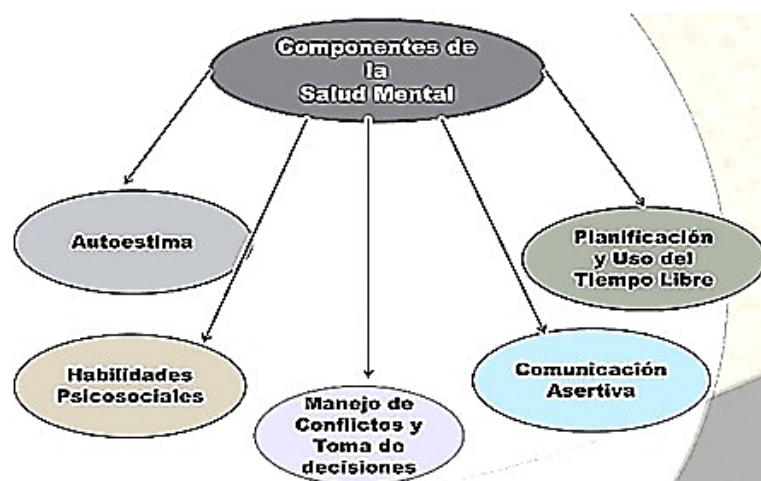 Componentes de
la
Salud Mental
Autoestima
Planificación
y Uso del
Tiempo Libre
Habilidades
Psicosociales
Comunicación
Asertiva
Manejo de
Conflictos y
Toma de
decisiones